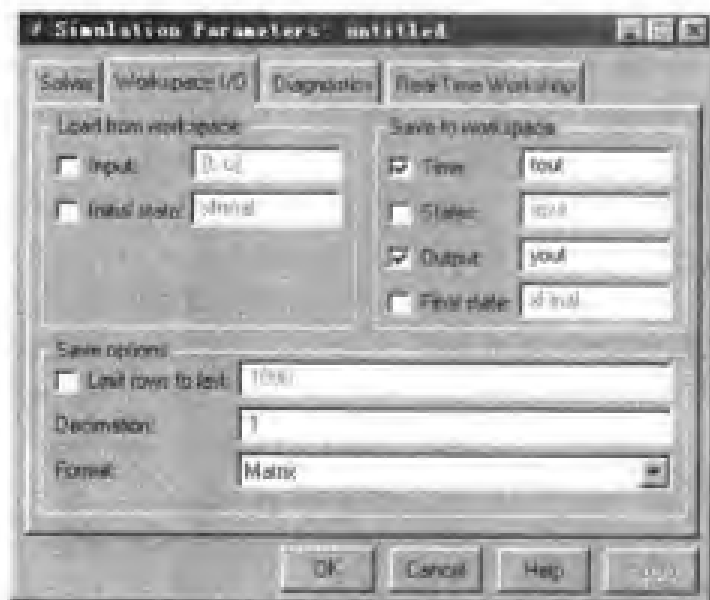 Simulation Parameters: untitled
Solver
Workspace I/O
Diagnostics
Real-Time Workshop
Load from workspace
Input:
[t, u]
Initial state:
xInitial
Save to workspace
Time:
tout
States:
xout
Output:
yout
Final state:
xFinal
Save options
Limit rows to last:
1000
Decimation:
1
Format:
Matrix
OK
Cancel
Help
Apply